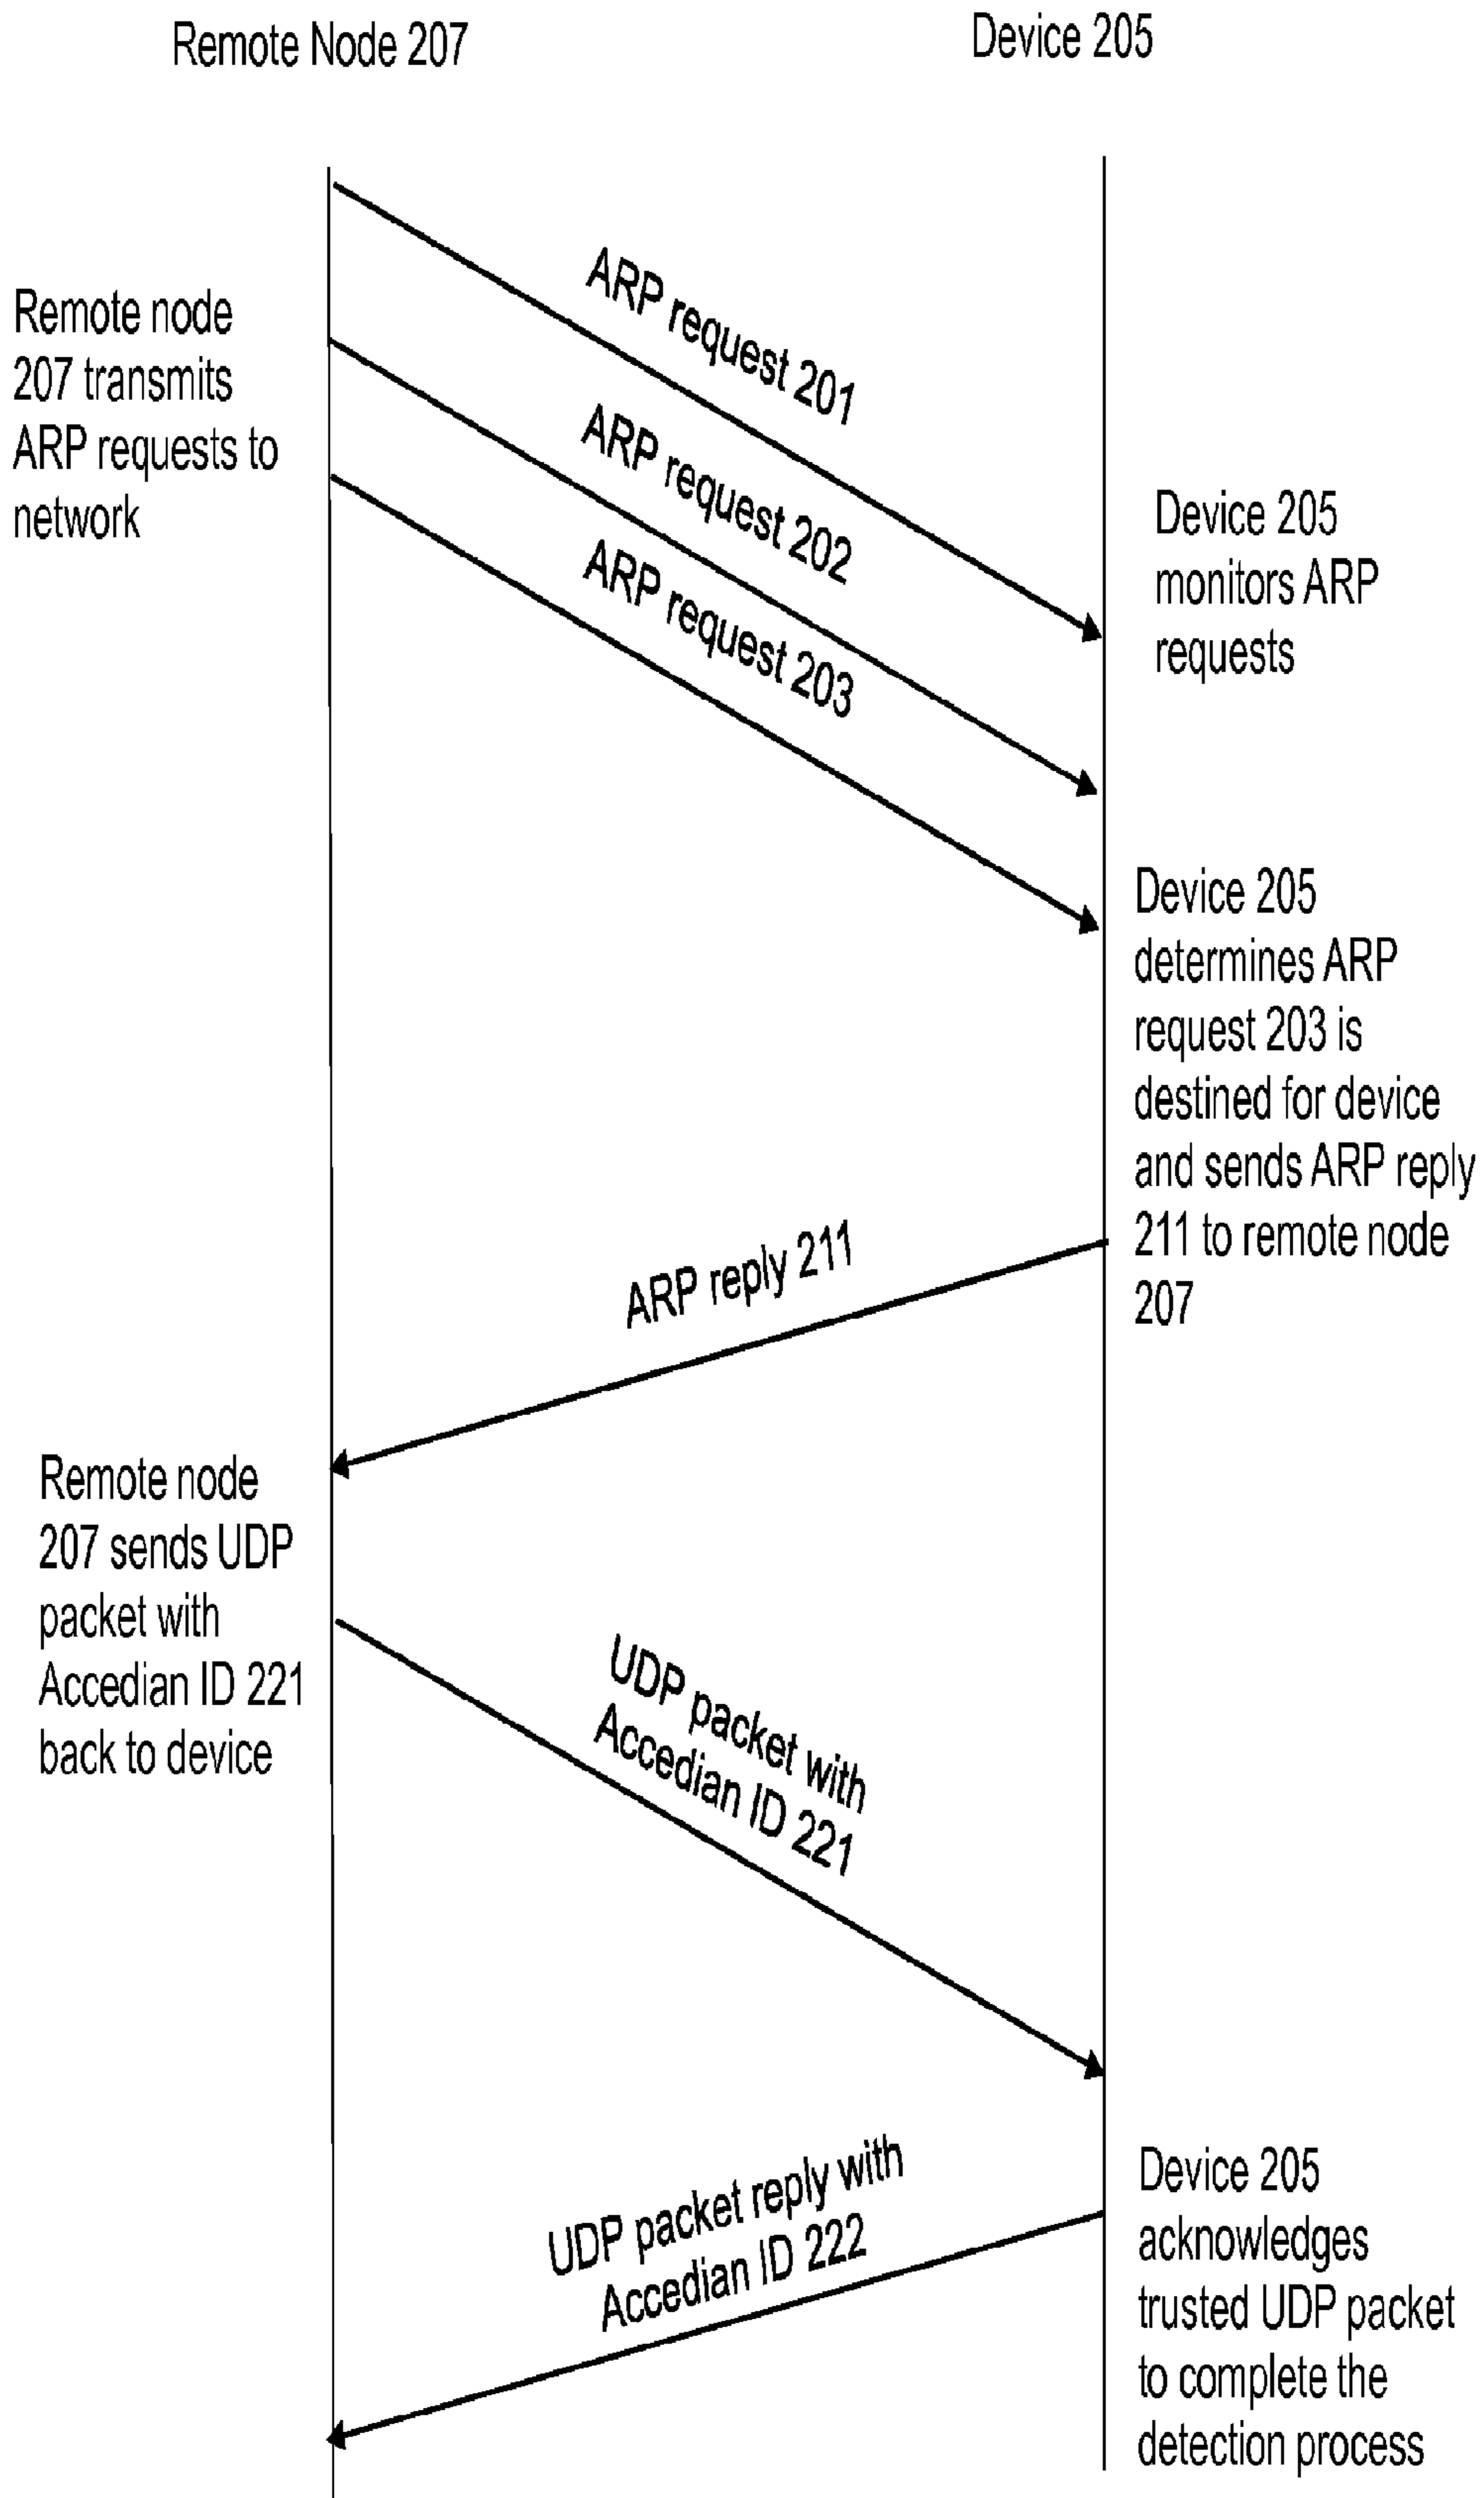 Remote Node 207
Device 205
ARP request 201
Remote node
207 transmits
ARP requests to
network
ARP request 202
Device 205
monitors ARP
requests
ARP request 203
Device 205
determines ARP
request 203 is
destined for device
and sends ARP reply
211 to remote node
207
ARP reply 211
Remote node
207 sends UDP
packet with
Accedian ID 221
back to device
UDP packet with
Accedian ID 221
UDP packet reply with
Accedian ID 222
Device 205
acknowledges
trusted UDP packet
to complete the
detection process